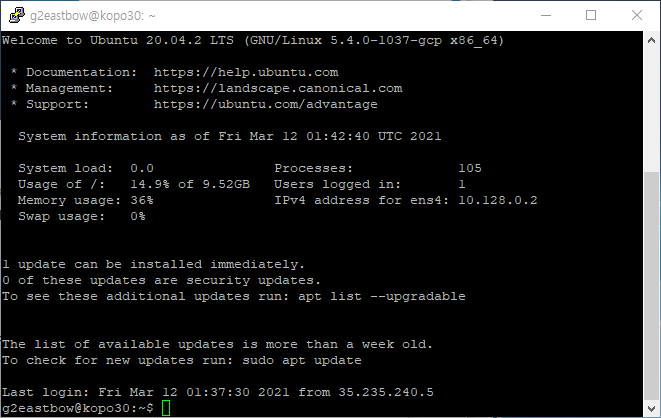 g2eastbow@kopo30: ~
Welcome to Ubuntu 20.04.2 LTS (GNU/Linux 5.4.0-1037-gcp x86_64)
* Documentation:  https://help.ubuntu.com
* Management:     https://landscape.canonical.com
* Support:        https://ubuntu.com/advantage
System information as of Fri Mar 12 01:42:40 UTC 2021
System load:  0.0               Processes:             105
Usage of /:   14.9% of 9.52GB   Users logged in:       1
Memory usage: 36%               IPv4 address for ens4: 10.128.0.2
Swap usage:   0%
1 update can be installed immediately.
0 of these updates are security updates.
To see these additional updates run: apt list --upgradable
The list of available updates is more than a week old.
To check for new updates run: sudo apt update
Last login: Fri Mar 12 01:37:30 2021 from 35.235.240.5
g2eastbow@kopo30:~$